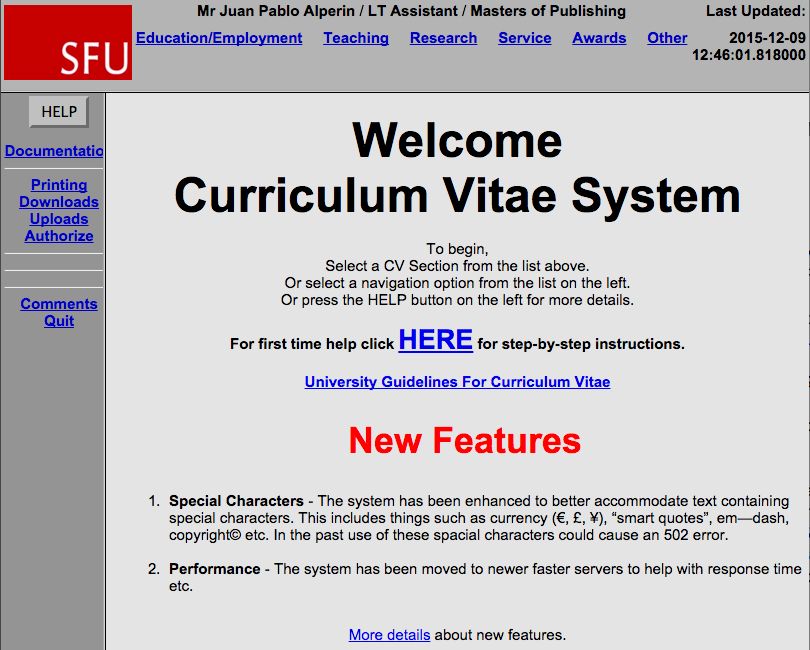 SFU
Mr Juan Pablo Alperin / LT Assistant / Masters of Publishing
Last Updated:
Education/Employment Teaching Research Service Awards Other
2015-12-09
12:46:01.818000
HELP
Documentatio
Printing
Downloads
Uploads
Authorize
Comments
Quit
Welcome
Curriculum Vitae System
To begin,
Select a CV Section from the list above.
Or select a navigation option from the list on the left.
Or press the HELP button on the left for more details.
For first time help click HERE for step-by-step instructions.
University Guidelines For Curriculum Vitae
New Features
1. Special Characters - The system has been enhanced to better accommodate text containing
special characters. This includes things such as currency (€, £, ¥), “smart quotes”, em—dash,
copyright© etc. In the past use of these spacial characters could cause an 502 error.
2. Performance - The system has been moved to newer faster servers to help with response time
etc.
More details about new features.